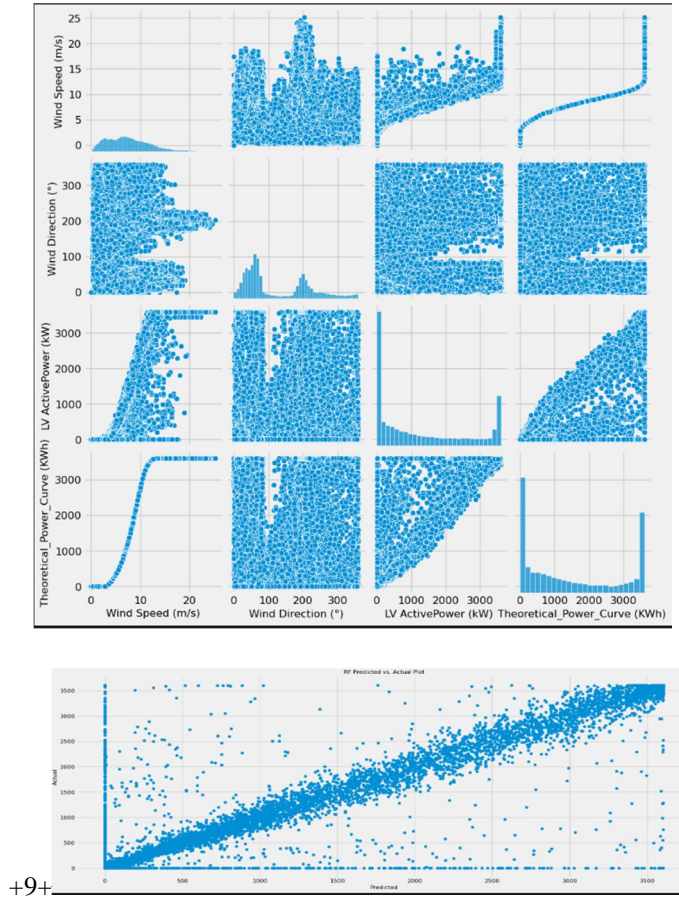 25
20
15
10
5
0
Wind Speed (m/s)
300
200
100
0
Wind Direction (°)
3000
2000
1000
0
LV ActivePower (kW)
3000
2000
1000
0
Theoretical_Power_Curve (KWh)
0 10 20 0 100 200 300 0 1000 2000 3000 0 1000 2000 3000
Wind Speed (m/s) Wind Direction (°) LV ActivePower (kW) Theoretical_Power_Curve (KWh)
RF Predicted vs. Actual Plot
3500
3000
2500
2000
1500
1000
500
0
Actual
0 500 1000 1500 2000 2500 3000 3500
Predicted
+9+